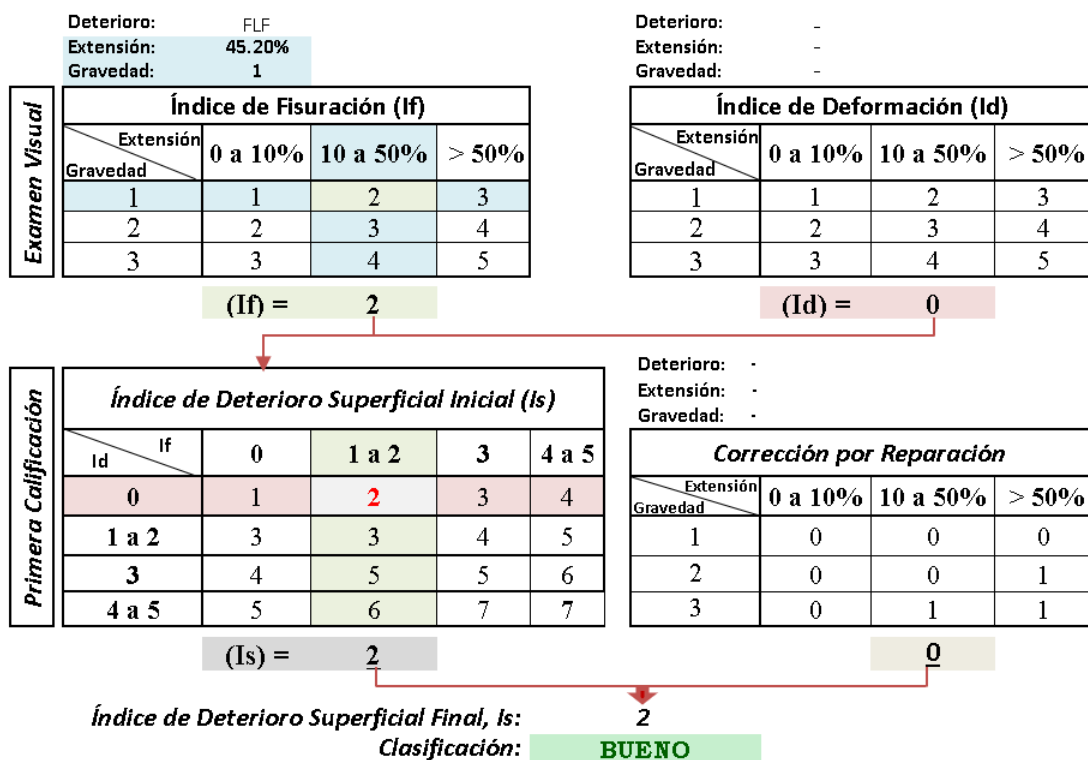 Deterioro: FLF
Extensión: 45.20%
Gravedad: 1
Deterioro: -
Extensión: -
Gravedad: -
Examen Visual
Índice de Fisuración (If)
Extensión
Gravedad
0 a 10% 10 a 50% > 50%
1 1 2 3
2 2 3 4
3 3 4 5
(If) = 2
Índice de Deformación (Id)
Extensión
Gravedad
0 a 10% 10 a 50% > 50%
1 1 2 3
2 2 3 4
3 3 4 5
(Id) = 0
Primera Calificación
Índice de Deterioro Superficial Inicial (Is)
If
Id
0 1 a 2 3 4 a 5
0 1 2 3 4
1 a 2 3 3 4 5
3 4 5 5 6
4 a 5 5 6 7 7
(Is) = 2
Deterioro: -
Extensión: -
Gravedad: -
Corrección por Reparación
Extensión
Gravedad
0 a 10% 10 a 50% > 50%
1 0 0 0
2 0 0 1
3 0 1 1
0
Índice de Deterioro Superficial Final, Is: 2
Clasificación: BUENO